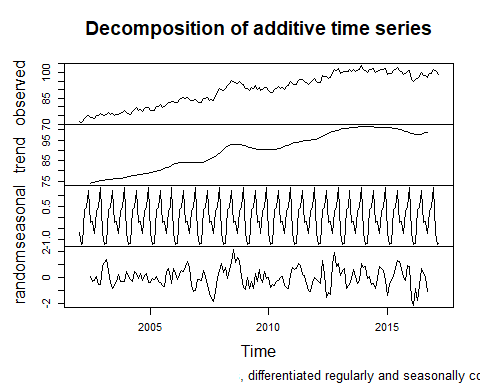 Decomposition of additive time series
observed
70 85 100
trend
75 85 95
seasonal
-1.0 0.5
random
-2 0 2
2005 2010 2015
Time
, differentiated regularly and seasonally co